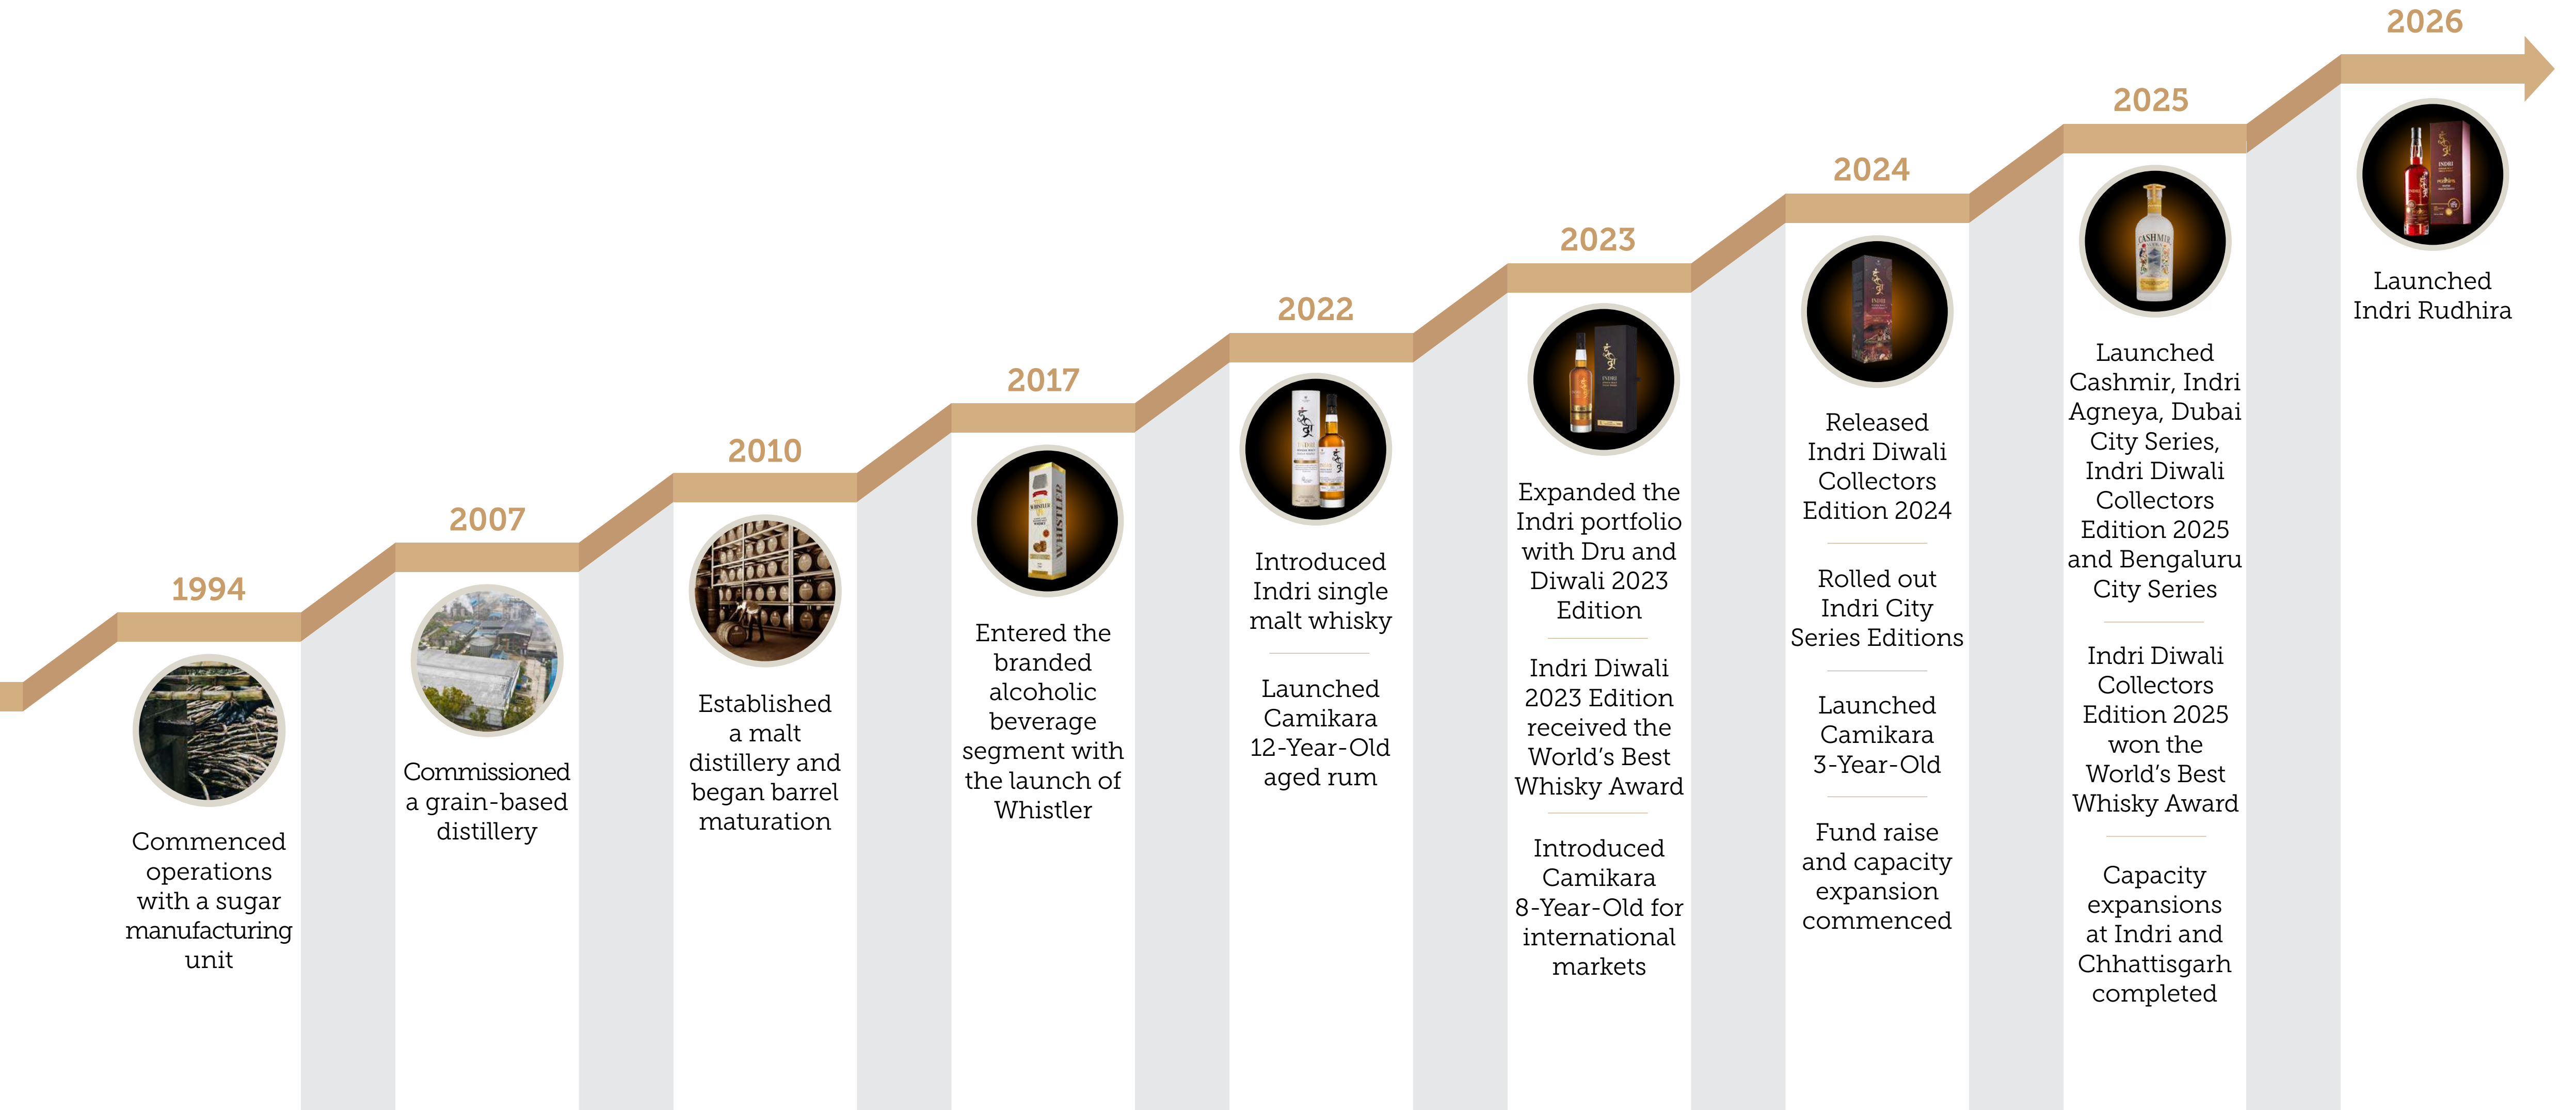 1994
Commenced
operations
with a sugar
manufacturing
unit
2007
Commissioned
a grain-based
distillery
2010
Established
a malt
distillery and
began barrel
maturation
2017
WHISTLER
Entered the
branded
alcoholic
beverage
segment with
the launch of
Whistler
2022
INDRI
Introduced
Indri single
malt whisky
Launched
Camikara
12-Year-Old
aged rum
2023
INDRI
Expanded the
Indri portfolio
with Dru and
Diwali 2023
Edition
Indri Diwali
2023 Edition
received the
World’s Best
Whisky Award
Introduced
Camikara
8-Year-Old for
international
markets
2024
INDRI
Released
Indri Diwali
Collectors
Edition 2024
Rolled out
Indri City
Series Editions
Launched
Camikara
3-Year-Old
Fund raise
and capacity
expansion
commenced
2025
CASHMIR
Launched
Cashmir, Indri
Agneya, Dubai
City Series,
Indri Diwali
Collectors
Edition 2025
and Bengaluru
City Series
Indri Diwali
Collectors
Edition 2025
won the
World’s Best
Whisky Award
Capacity
expansions
at Indri and
Chhattisgarh
completed
2026
INDRI
Launched
Indri Rudhira